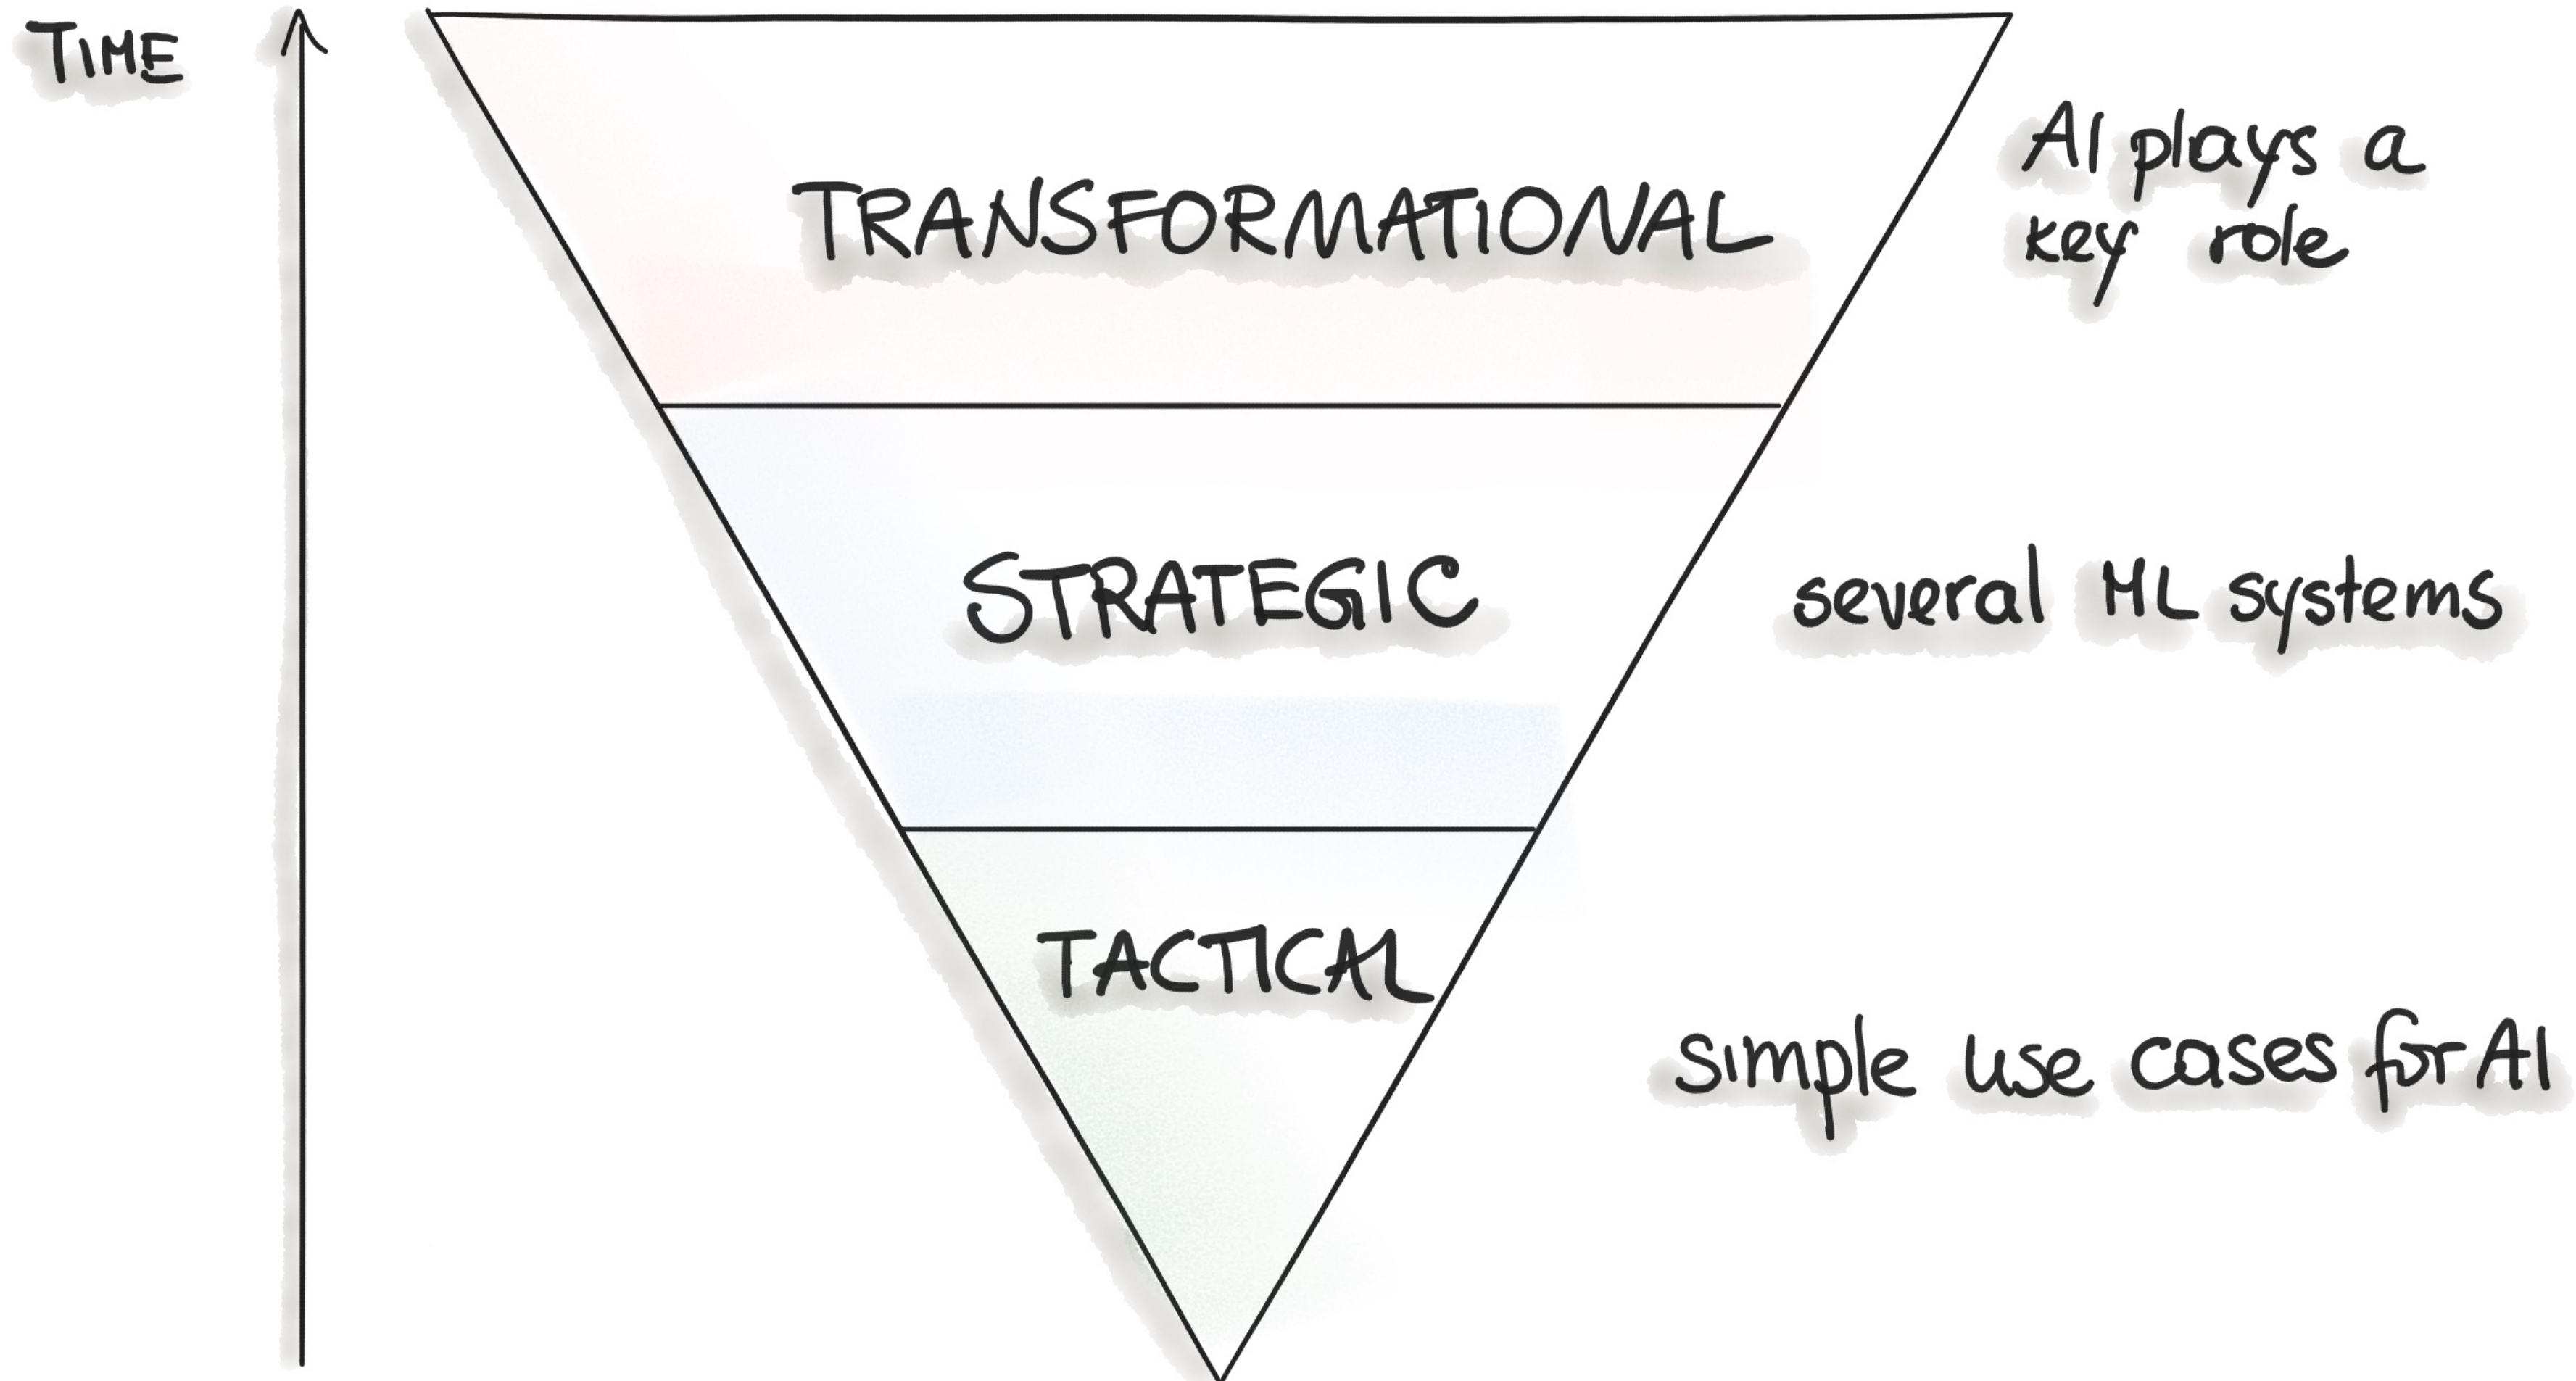 TIME
TRANSFORMATIONAL
AI plays a
key role
STRATEGIC
several ML systems
TACTICAL
simple use cases for AI